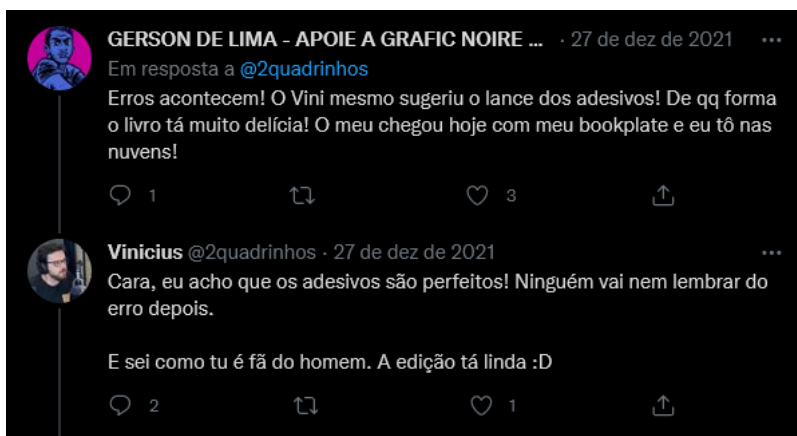 GERSON DE LIMA - APOIE A GRAFIC NOIRE ... · 27 de dez de 2021 ...
Em resposta a @2quadrinhos
Erros acontecem! O Vini mesmo sugeriu o lance dos adesivos! De qq forma
o livro tá muito delícia! O meu chegou hoje com meu bookplate e eu tô nas
nuvens!
1 3
Vinicius @2quadrinhos · 27 de dez de 2021 ...
Cara, eu acho que os adesivos são perfeitos! Ninguém vai nem lembrar do
erro depois.
E sei como tu é fã do homem. A edição tá linda :D
2 1